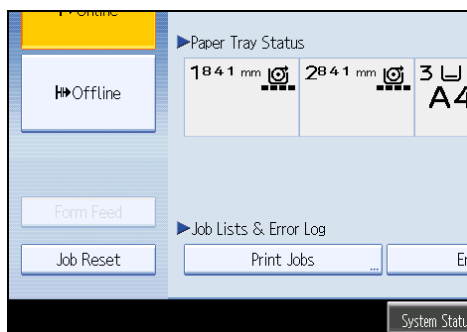 Online
Paper Tray Status
1 841 mm
2 841 mm
3
A4
Offline
Form Feed
Job Lists & Error Log
Job Reset
Print Jobs
...
System Statu